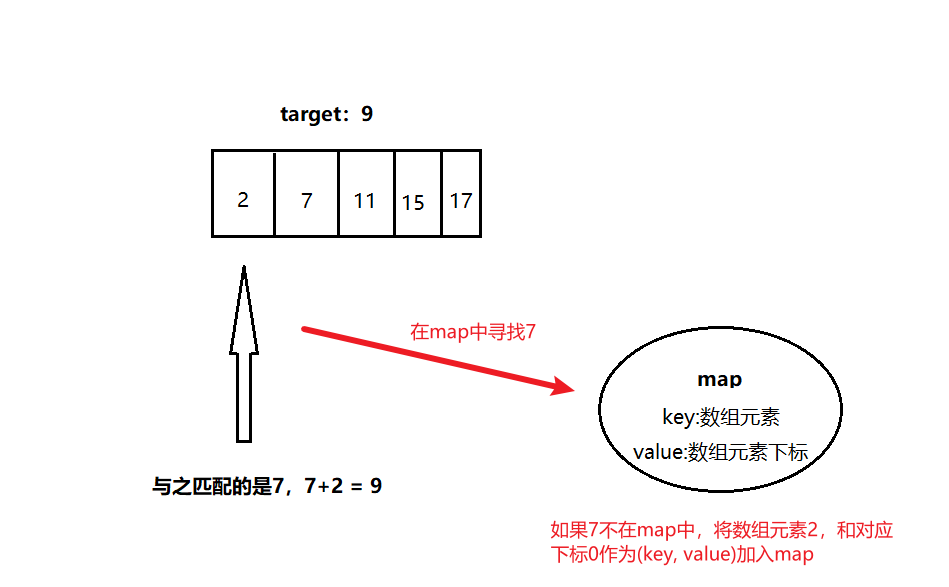 target：9
2 7 11 15 17
在map中寻找7
map
key:数组元素
value:数组元素下标
与之匹配的是7，7+2 = 9
如果7不在map中，将数组元素2，和对应
下标0作为(key, value)加入map